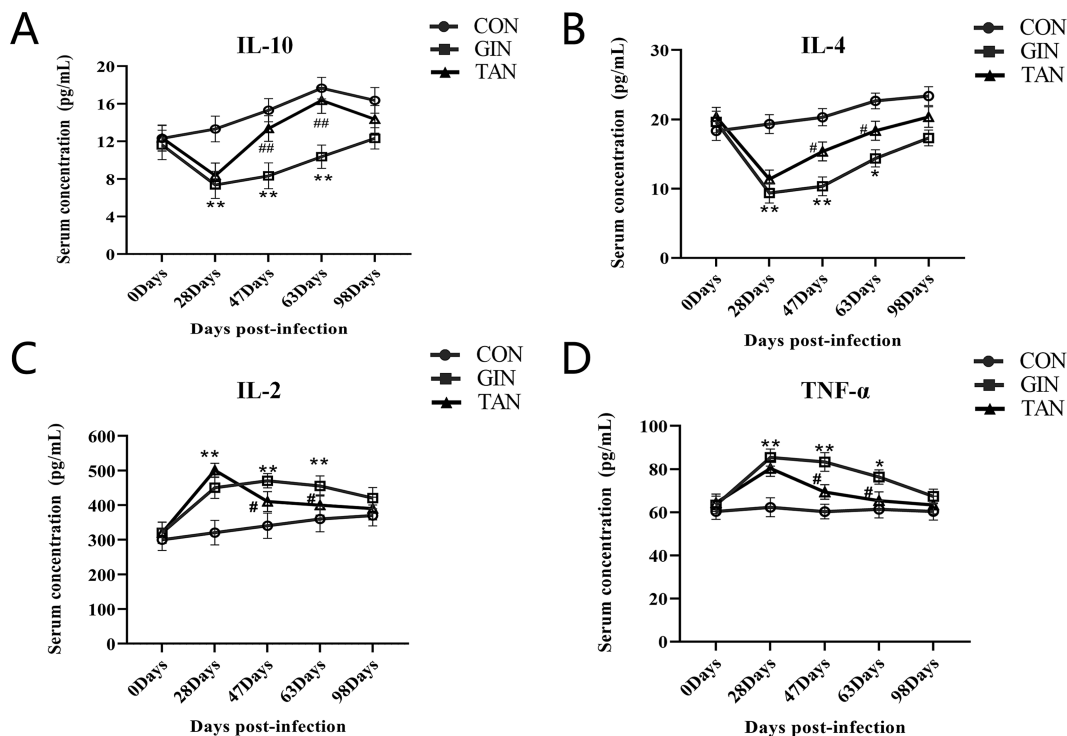 A
IL-10
CON
GIN
TAN
Serum concentration (pg/mL)
20
16
12
8
4
0
##
##
**
**
**
0Days
28Days
47Days
63Days
98Days
Days post-infection
B
IL-4
CON
GIN
TAN
Serum concentration (pg/mL)
30
20
10
0
#
#
**
**
*
0Days
28Days
47Days
63Days
98Days
Days post-infection
C
IL-2
CON
GIN
TAN
Serum concentration (pg/mL)
600
500
400
300
200
100
0
**
**
**
#
#
0Days
28Days
47Days
63Days
98Days
Days post-infection
D
TNF-α
CON
GIN
TAN
Serum concentration (pg/mL)
100
80
60
40
20
0
**
**
*
#
#
0Days
28Days
47Days
63Days
98Days
Days post-infection